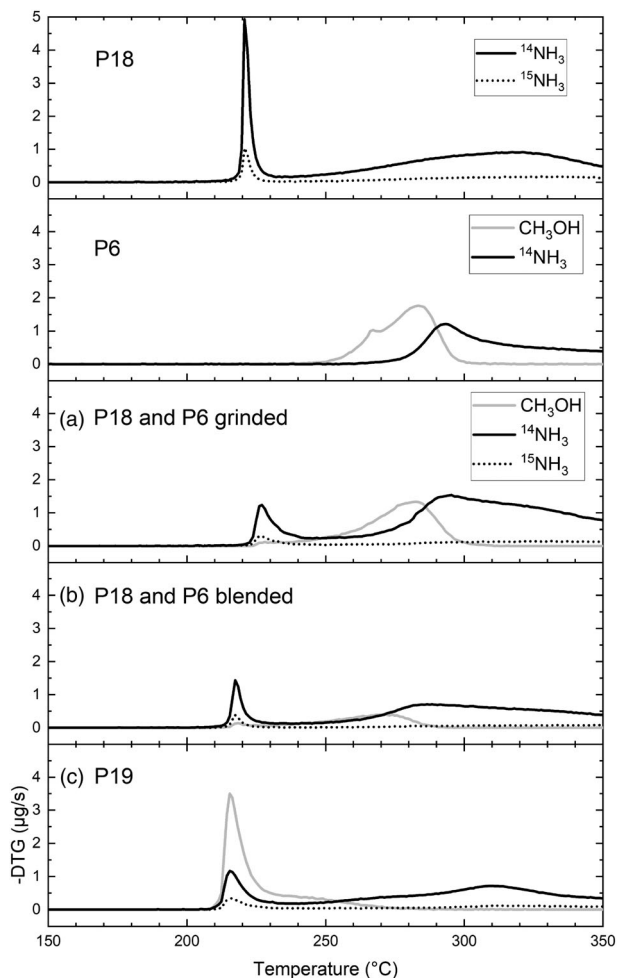 5
4
3
2
1
0
P18
¹⁴NH₃
¹⁵NH₃
4
3
2
1
0
P6
CH₃OH
¹⁴NH₃
4
3
2
1
0
(a) P18 and P6 grinded
CH₃OH
¹⁴NH₃
¹⁵NH₃
4
3
2
1
0
(b) P18 and P6 blended
4
3
2
1
0
(c) P19
-DTG (µg/s)
150 200 250 300 350
Temperature (°C)